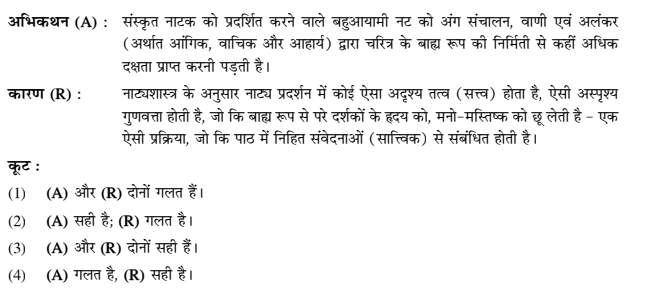 अभिकथन (A) : संस्कृत नाटक को प्रदर्शित करने वाले बहुआयामी नट को अंग संचालन, वाणी एवं अलंकर
(अर्थात आंगिक, वाचिक और आहार्य) द्वारा चरित्र के बाह्य रूप की निर्मिती से कहीं अधिक
दक्षता प्राप्त करनी पड़ती है।
कारण (R) : नाट्यशास्त्र के अनुसार नाट्य प्रदर्शन में कोई ऐसा अदृश्य तत्व (सत्त्व) होता है, ऐसी अस्पृश्य
गुणवत्ता होती है, जो कि बाह्य रूप से परे दर्शकों के हृदय को, मनो-मस्तिष्क को छू लेती है - एक
ऐसी प्रक्रिया, जो कि पाठ में निहित संवेदनाओं (सात्त्विक) से संबंधित होती है।
कूट :
(1) (A) और (R) दोनों गलत हैं।
(2) (A) सही है; (R) गलत है।
(3) (A) और (R) दोनों सही हैं।
(4) (A) गलत है, (R) सही है।